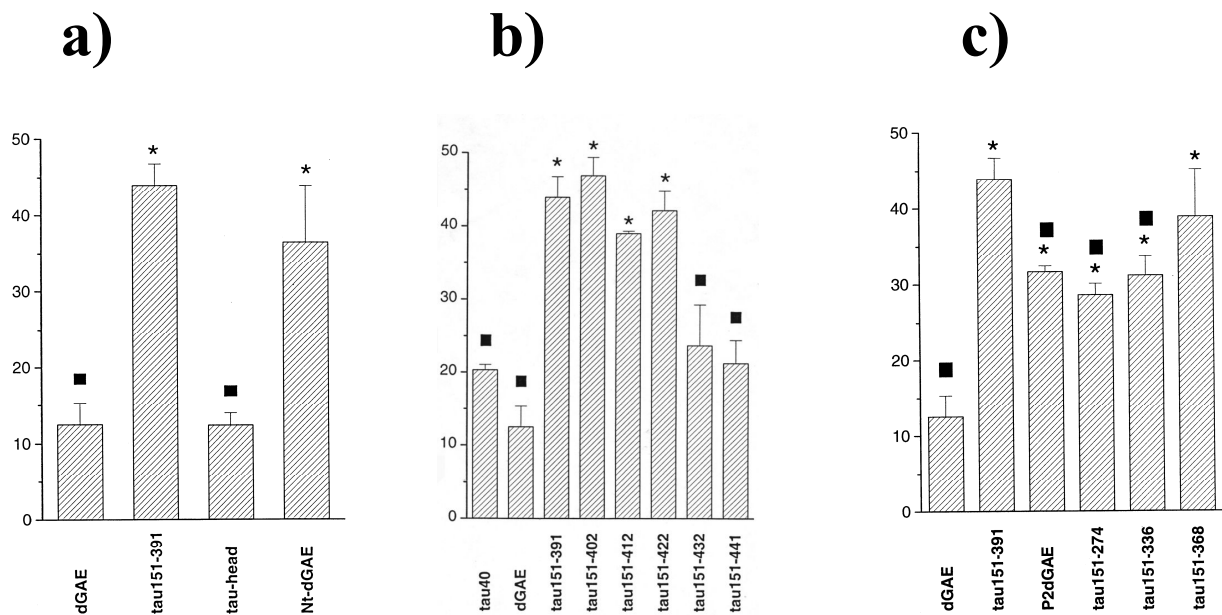 a)
b)
c)
50
40
30
20
10
0
dGAE
tau151-391
tau-head
Nt-dGAE
50
40
30
20
10
0
tau40
dGAE
tau151-391
tau151-402
tau151-412
tau151-422
tau151-432
tau151-441
50
40
30
20
10
0
dGAE
tau151-391
P2dGAE
tau151-274
tau151-336
tau151-368